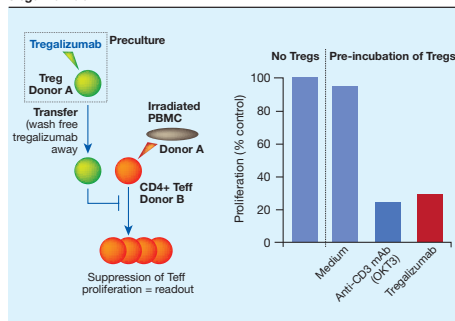 Tregalizumab
Preculture
Treg
Donor A
Transfer
(wash free
tregalizumab
away
Irradiated
PBMC
Donor A
CD4+ Teff
Donor B
Suppression of Teff
proliferation = readout
No Tregs
Pre-incubation of Tregs
Proliferation (% control)
100
80
60
40
20
0
Medium
Anti-CD3 mAb
(OKT3)
Tregalizumab